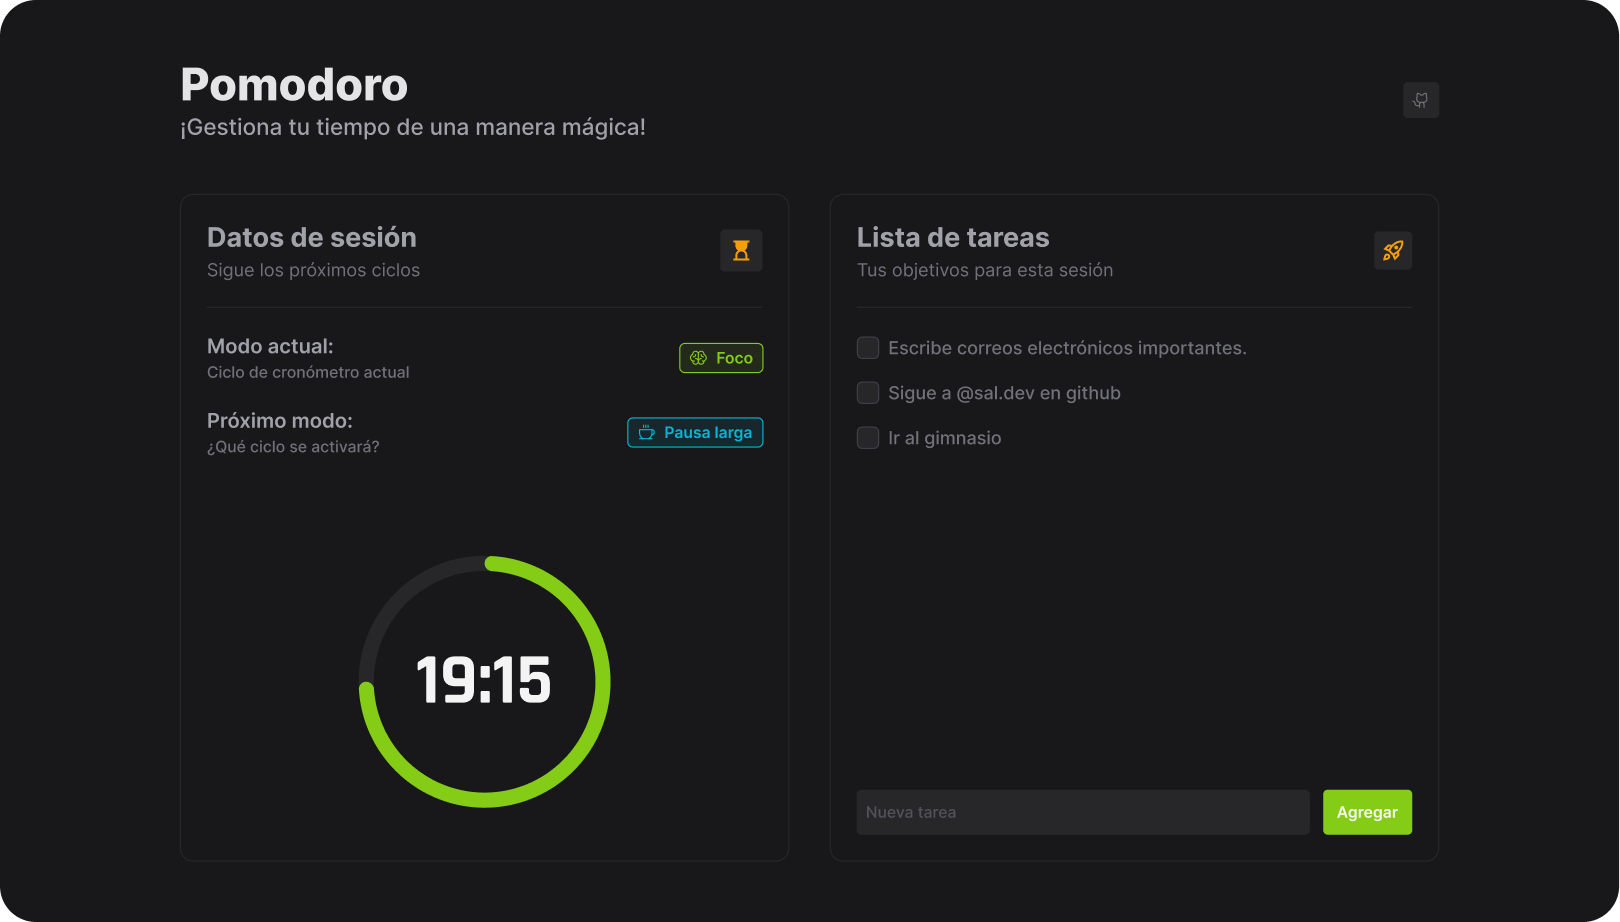 Pomodoro
¡Gestiona tu tiempo de una manera mágica!
Datos de sesión
Sigue los próximos ciclos
Modo actual:
Ciclo de cronómetro actual
Foco
Próximo modo:
¿Qué ciclo se activará?
Pausa larga
19:15
Lista de tareas
Tus objetivos para esta sesión
Escribe correos electrónicos importantes.
Sigue a @sal.dev en github
Ir al gimnasio
Nueva tarea
Agregar